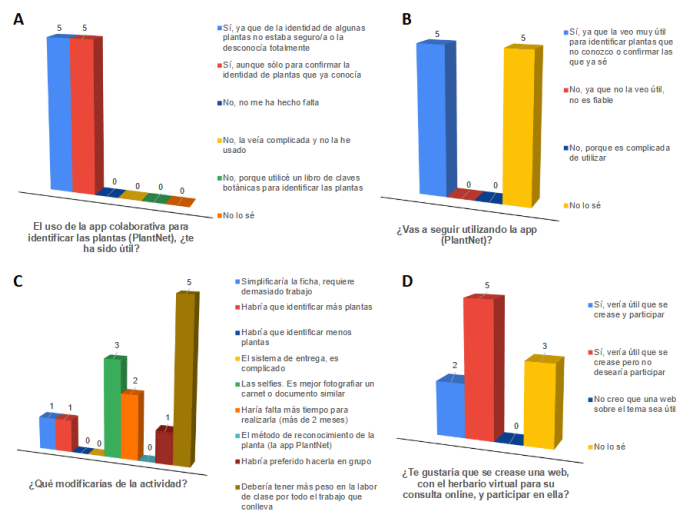 A
5
5
0
0
0
0
Sí, ya que de la identidad de algunas
plantas no estaba seguro/a o la
desconocía totalmente
Sí, aunque sólo para confirmar la
identidad de plantas que ya conocía
No, no me ha hecho falta
No, la veía complicada y no la he
usado
No, porque utilicé un libro de claves
botánicas para identificar las plantas
No lo sé
El uso de la app colaborativa para
identificar las plantas (PlantNet), ¿te
ha sido útil?
B
5
0
0
5
Sí, ya que la veo muy útil
para identificar plantas que
no conozco o confirmar las
que ya sé
No, ya que no la veo útil,
no es fiable
No, porque es complicada
de utilizar
No lo sé
¿Vas a seguir utilizando la app
(PlantNet)?
C
1
1
0
0
3
2
0
1
5
Simplificaría la ficha, requiere
demasiado trabajo
Habría que identificar más plantas
Habría que identificar menos
plantas
El sistema de entrega, es
complicado
Las selfies. Es mejor fotografiar un
carnet o documento similar
Haría falta más tiempo para
realizarla (más de 2 meses)
El método de reconocimiento de la
planta (la app PlantNet)
Habría preferido hacerla en grupo
Debería tener más peso en la labor
de clase por todo el trabajo que
conlleva
¿Qué modificarias de la actividad?
D
2
5
0
3
Sí, vería útil que se
crease y participar
Sí, vería útil que se
crease pero no
desearía participar
No creo que una web
sobre el tema sea útil
No lo sé
¿Te gustaria que se crease una web,
con el herbario virtual para su
consulta online, y participar en ella?